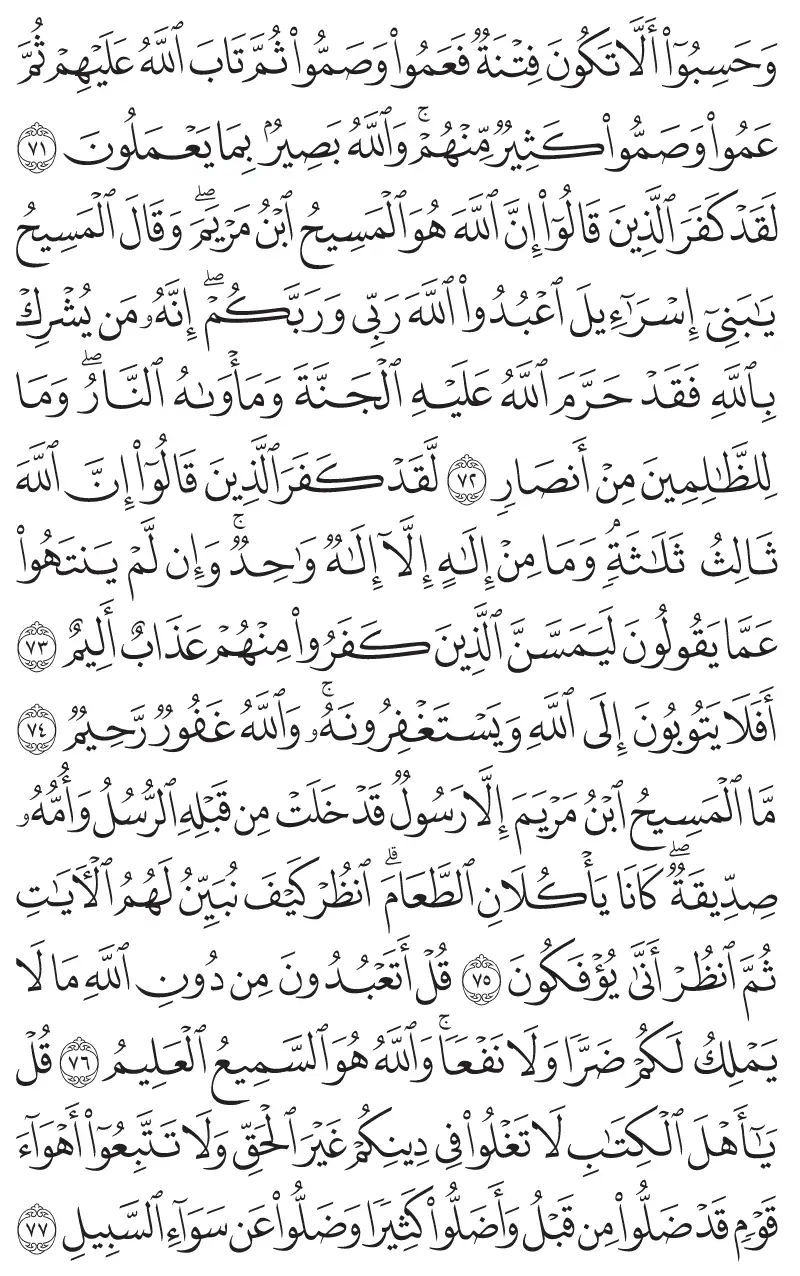 وَحَسِبُوٓا۟ أَلَّا تَكُونَ فِتْنَةٌ فَعَمُوا۟ وَصَمُّوا۟ ثُمَّ تَابَ ٱللَّهُ عَلَيْهِمْ ثُمَّ
عَمُوا۟ وَصَمُّوا۟ كَثِيرٌ مِّنْهُمْ ۚ وَٱللَّهُ بَصِيرٌۢ بِمَا يَعْمَلُونَ ٧١
لَقَدْ كَفَرَ ٱلَّذِينَ قَالُوٓا۟ إِنَّ ٱللَّهَ هُوَ ٱلْمَسِيحُ ٱبْنُ مَرْيَمَ ۖ وَقَالَ ٱلْمَسِيحُ
يَٰبَنِىٓ إِسْرَٰٓءِيلَ ٱعْبُدُوا۟ ٱللَّهَ رَبِّى وَرَبَّكُمْ ۖ إِنَّهُۥ مَن يُشْرِكْ
بِٱللَّهِ فَقَدْ حَرَّمَ ٱللَّهُ عَلَيْهِ ٱلْجَنَّةَ وَمَأْوَىٰهُ ٱلنَّارُ ۖ وَمَا
لِلظَّٰلِمِينَ مِنْ أَنصَارٍ ٧٢ لَّقَدْ كَفَرَ ٱلَّذِينَ قَالُوٓا۟ إِنَّ ٱللَّهَ
ثَالِثُ ثَلَٰثَةٍ ۘ وَمَا مِنْ إِلَٰهٍ إِلَّآ إِلَٰهٌ وَٰحِدٌ ۚ وَإِن لَّمْ يَنتَهُوا۟
عَمَّا يَقُولُونَ لَيَمَسَّنَّ ٱلَّذِينَ كَفَرُوا۟ مِنْهُمْ عَذَابٌ أَلِيمٌ ٧٣
أَفَلَا يَتُوبُونَ إِلَى ٱللَّهِ وَيَسْتَغْفِرُونَهُۥ ۚ وَٱللَّهُ غَفُورٌ رَّحِيمٌ ٧٤
مَّا ٱلْمَسِيحُ ٱبْنُ مَرْيَمَ إِلَّا رَسُولٌ قَدْ خَلَتْ مِن قَبْلِهِ ٱلرُّسُلُ وَأُمُّهُۥ
صِدِّيقَةٌ ۖ كَانَا يَأْكُلَانِ ٱلطَّعَامَ ۗ ٱنظُرْ كَيْفَ نُبَيِّنُ لَهُمُ ٱلْءَايَٰتِ
ثُمَّ ٱنظُرْ أَنَّىٰ يُؤْفَكُونَ ٧٥ قُلْ أَتَعْبُدُونَ مِن دُونِ ٱللَّهِ مَا لَا
يَمْلِكُ لَكُمْ ضَرًّا وَلَا نَفْعًا ۚ وَٱللَّهُ هُوَ ٱلسَّمِيعُ ٱلْعَلِيمُ ٧٦ قُلْ
يَٰٓأَهْلَ ٱلْكِتَٰبِ لَا تَغْلُوا۟ فِى دِينِكُمْ غَيْرَ ٱلْحَقِّ وَلَا تَتَّبِعُوٓا۟ أَهْوَآءَ
قَوْمٍ قَدْ ضَلُّوا۟ مِن قَبْلُ وَأَضَلُّوا۟ كَثِيرًا وَضَلُّوا۟ عَن سَوَآءِ ٱلسَّبِيلِ ٧٧